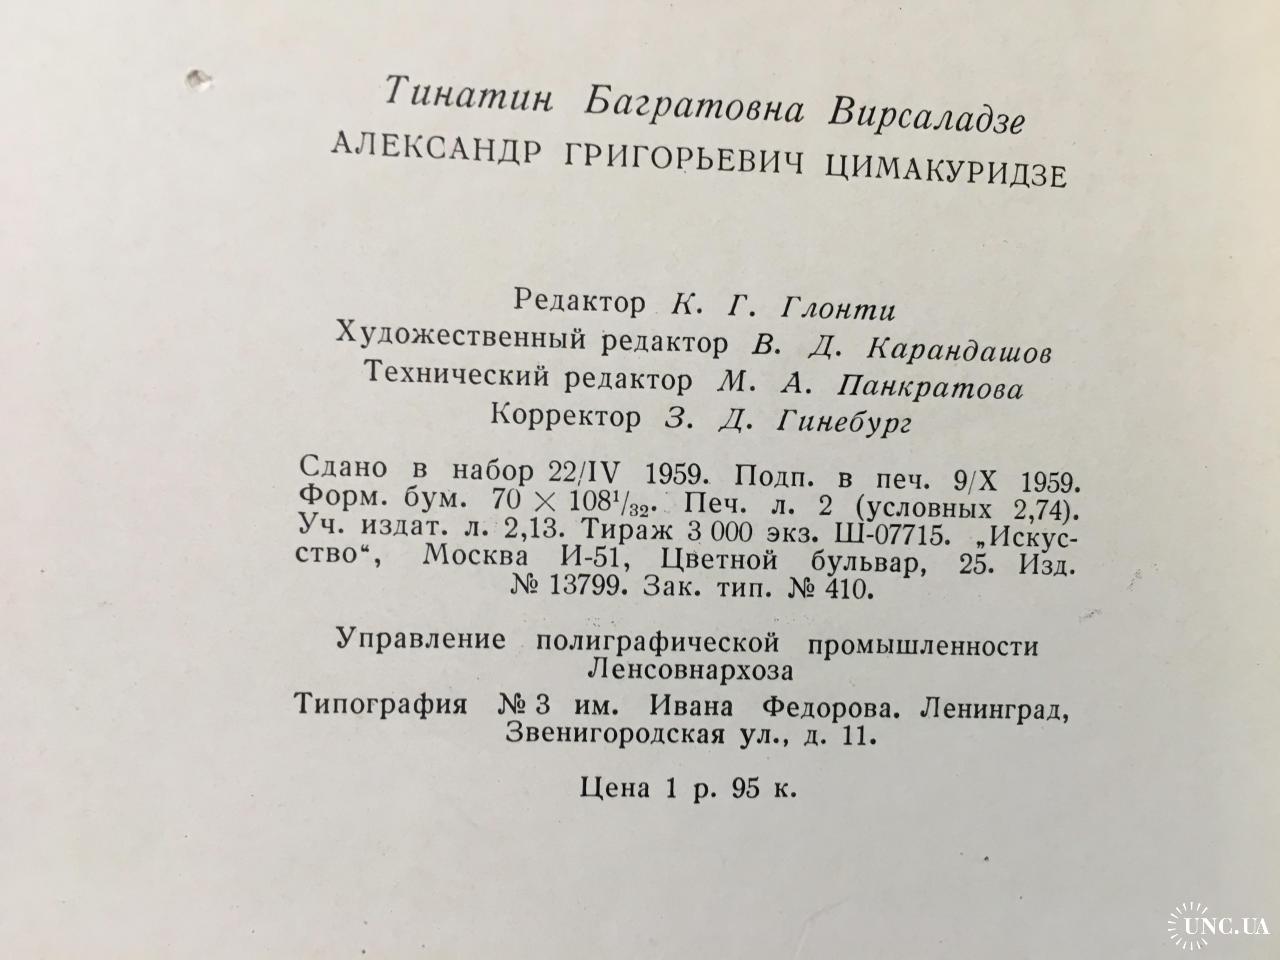 Тинатин Багратовна Вирсаладзе
АЛЕКСАНДР ГРИГОРЬЕВИЧ ЦИМАКУРИДЗЕ
Редактор К. Г. Глонти
Художественный редактор В. Д. Карандашов
Технический редактор М. А. Панкратова
Корректор З. Д. Гинебург
Сдано в набор 22/IV 1959. Подп. в печ. 9/X 1959.
Форм. бум. 70 × 108¹/₃₂. Печ. л. 2 (условных 2,74).
Уч. издат. л. 2,13. Тираж 3 000 экз. Ш-07715. „Искус-
ство“, Москва И-51, Цветной бульвар, 25. Изд.
№ 13799. Зак. тип. № 410.
Управление полиграфической промышленности
Ленсовнархоза
Типография № 3 им. Ивана Федорова. Ленинград,
Звенигородская ул., д. 11.
Цена 1 р. 95 к.
UNC.UA